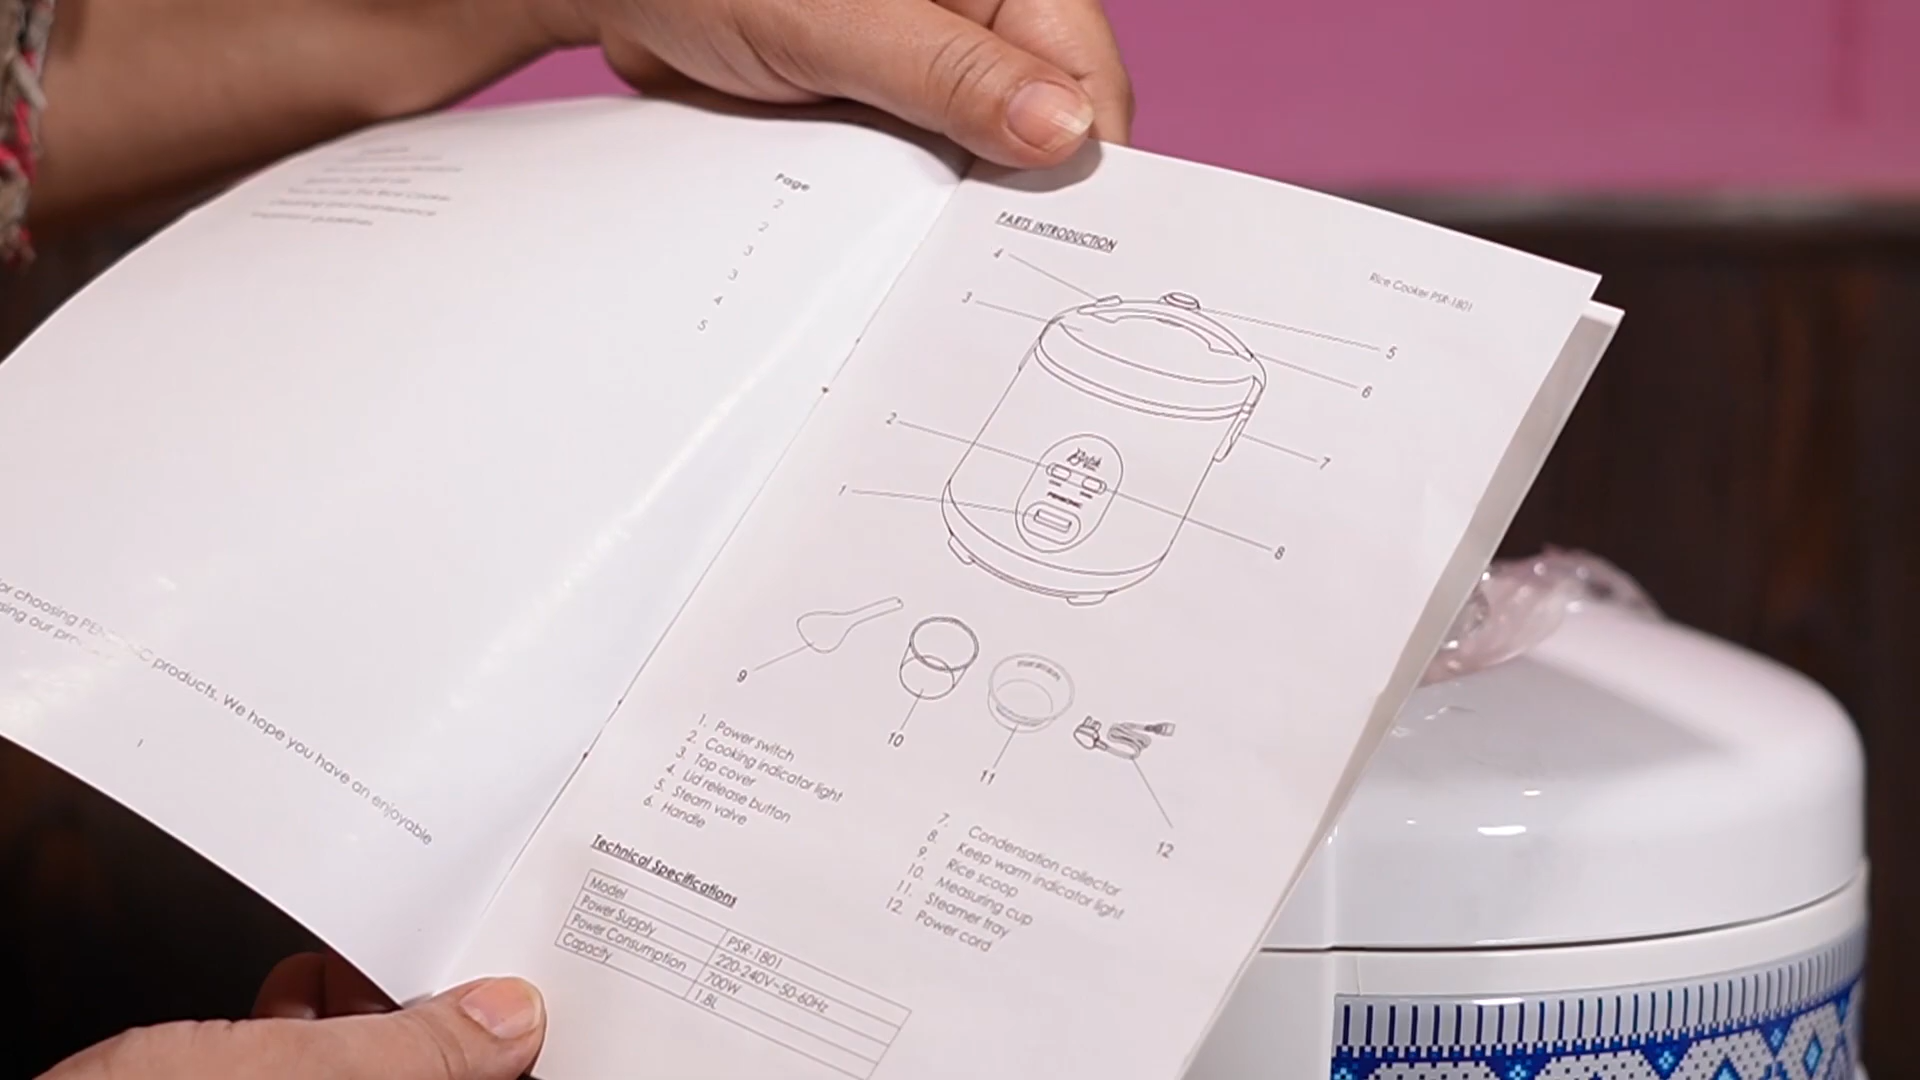 Page
2
2
3
3
4
5
or choosing PENSONIC products. We hope you have an enjoyable
sing our
1
PARTS INTRODUCTION
Rice Cooker PSR-1801
4
3
5
6
2
7
1
8
9
10
11
12
1. Power switch
2. Cooking indicator light
3. Top cover
4. Lid release button
5. Steam valve
6. Handle
7. Condensation collector
8. Keep warm indicator light
9. Rice scoop
10. Measuring cup
11. Steamer tray
12. Power cord
Technical Specifications
Model PSR-1801
Power Supply 220-240V~50-60Hz
Power Consumption 700W
Capacity 1.8L